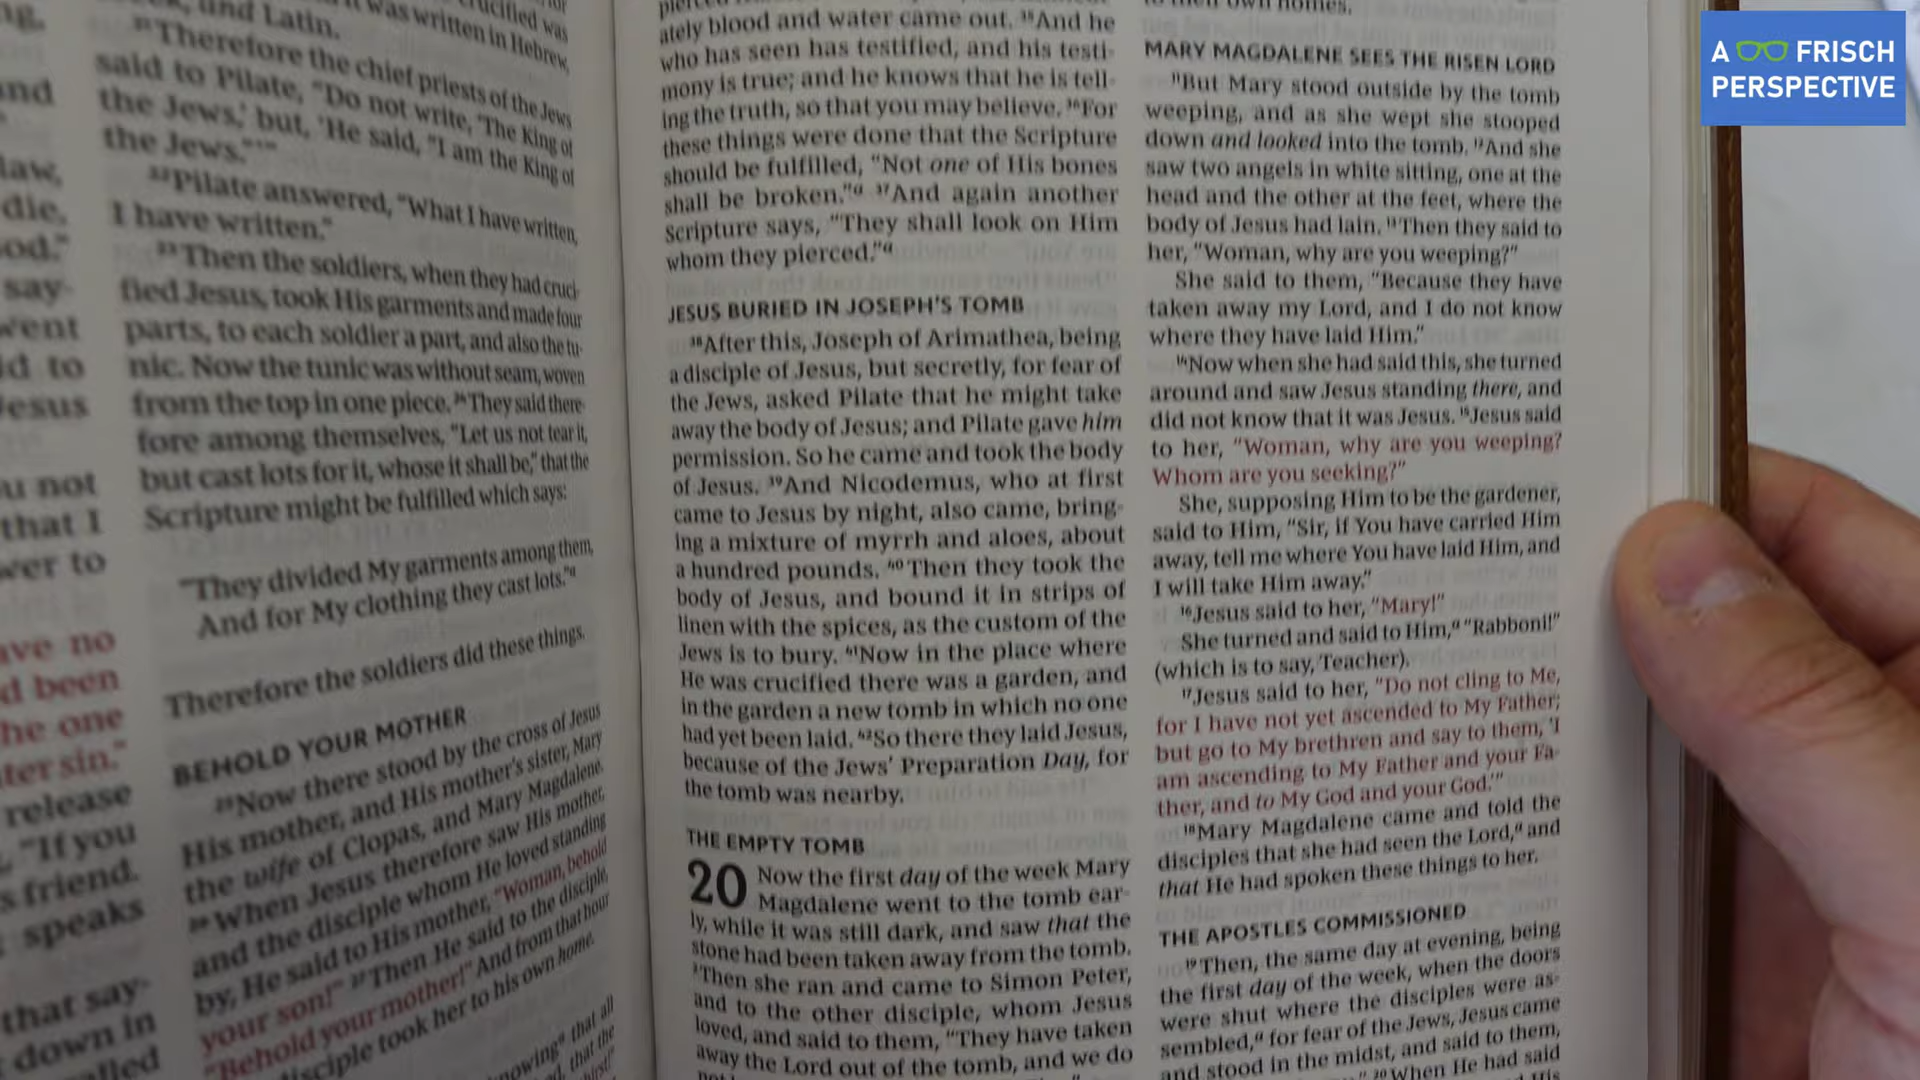 ng,
and
law,
die,
say-
went
Jesus
u not
that I
wer to
ave no
d been
he one
ter sin."
release
"If you
s friend.
speaks
that say-
down in
and Latin.
it was written in Hebrew,
²¹Therefore the chief priests of the Jews
said to Pilate, "Do not write, 'The King of
the Jews,' but, 'He said, "I am the King of
the Jews."'"
²²Pilate answered, "What I have written,
I have written."
²³Then the soldiers, when they had cruci-
fied Jesus, took His garments and made four
parts, to each soldier a part, and also the tu-
nic. Now the tunic was without seam, woven
from the top in one piece. ²⁴They said there-
fore among themselves, "Let us not tear it,
but cast lots for it, whose it shall be," that the
Scripture might be fulfilled which says:
"They divided My garments among them,
And for My clothing they cast lots."ᵃ
Therefore the soldiers did these things.
BEHOLD YOUR MOTHER
²⁵Now there stood by the cross of Jesus
His mother, and His mother's sister, Mary
the wife of Clopas, and Mary Magdalene.
²⁶When Jesus therefore saw His mother,
and the disciple whom He loved standing
by, He said to His mother, "Woman, behold
your son!" ²⁷Then He said to the disciple,
"Behold your mother!" And from that hour
disciple took her to his own home.
that all
that the
ately blood and water came out. ³⁵And he
who has seen has testified, and his testi-
mony is true; and he knows that he is tell-
ing the truth, so that you may believe. ³⁶For
these things were done that the Scripture
should be fulfilled, "Not one of His bones
shall be broken."ᵃ ³⁷And again another
Scripture says, "They shall look on Him
whom they pierced."ᵃ
JESUS BURIED IN JOSEPH'S TOMB
³⁸After this, Joseph of Arimathea, being
a disciple of Jesus, but secretly, for fear of
the Jews, asked Pilate that he might take
away the body of Jesus; and Pilate gave him
permission. So he came and took the body
of Jesus. ³⁹And Nicodemus, who at first
came to Jesus by night, also came, bring-
ing a mixture of myrrh and aloes, about
a hundred pounds. ⁴⁰Then they took the
body of Jesus, and bound it in strips of
linen with the spices, as the custom of the
Jews is to bury. ⁴¹Now in the place where
He was crucified there was a garden, and
in the garden a new tomb in which no one
had yet been laid. ⁴²So there they laid Jesus,
because of the Jews' Preparation Day, for
the tomb was nearby.
THE EMPTY TOMB
20 Now the first day of the week Mary
Magdalene went to the tomb ear-
ly, while it was still dark, and saw that the
stone had been taken away from the tomb.
²Then she ran and came to Simon Peter,
and to the other disciple, whom Jesus
loved, and said to them, "They have taken
away the Lord out of the tomb, and we do
to their own homes.
MARY MAGDALENE SEES THE RISEN LORD
¹¹But Mary stood outside by the tomb
weeping, and as she wept she stooped
down and looked into the tomb. ¹²And she
saw two angels in white sitting, one at the
head and the other at the feet, where the
body of Jesus had lain. ¹³Then they said to
her, "Woman, why are you weeping?"
She said to them, "Because they have
taken away my Lord, and I do not know
where they have laid Him."
¹⁴Now when she had said this, she turned
around and saw Jesus standing there, and
did not know that it was Jesus. ¹⁵Jesus said
to her, "Woman, why are you weeping?
Whom are you seeking?"
She, supposing Him to be the gardener,
said to Him, "Sir, if You have carried Him
away, tell me where You have laid Him, and
I will take Him away."
¹⁶Jesus said to her, "Mary!"
She turned and said to Him,ᵃ "Rabboni!"
(which is to say, Teacher).
¹⁷Jesus said to her, "Do not cling to Me,
for I have not yet ascended to My Father;
but go to My brethren and say to them, 'I
am ascending to My Father and your Fa-
ther, and to My God and your God.'"
¹⁸Mary Magdalene came and told the
disciples that she had seen the Lord,ᵃ and
that He had spoken these things to her.
THE APOSTLES COMMISSIONED
¹⁹Then, the same day at evening, being
the first day of the week, when the doors
were shut where the disciples were as-
sembled,ᵃ for fear of the Jews, Jesus came
and stood in the midst, and said to them,
²⁰When He had said
A FRISCH
PERSPECTIVE